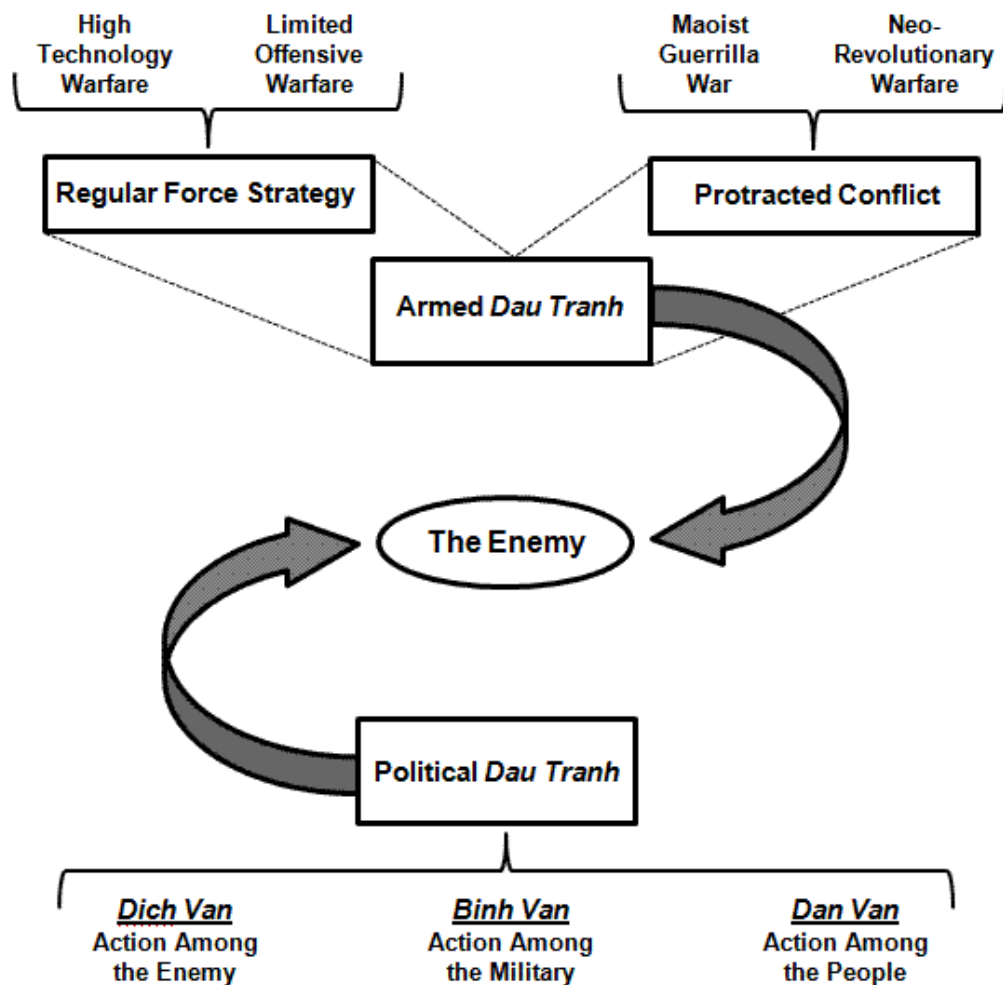 High
Technology
Warfare
Limited
Offensive
Warfare
Maoist
Guerrilla
War
Neo-
Revolutionary
Warfare
Regular Force Strategy
Protracted Conflict
Armed Dau Tranh
The Enemy
Political Dau Tranh
Dich Van
Action Among
the Enemy
Binh Van
Action Among
the Military
Dan Van
Action Among
the People